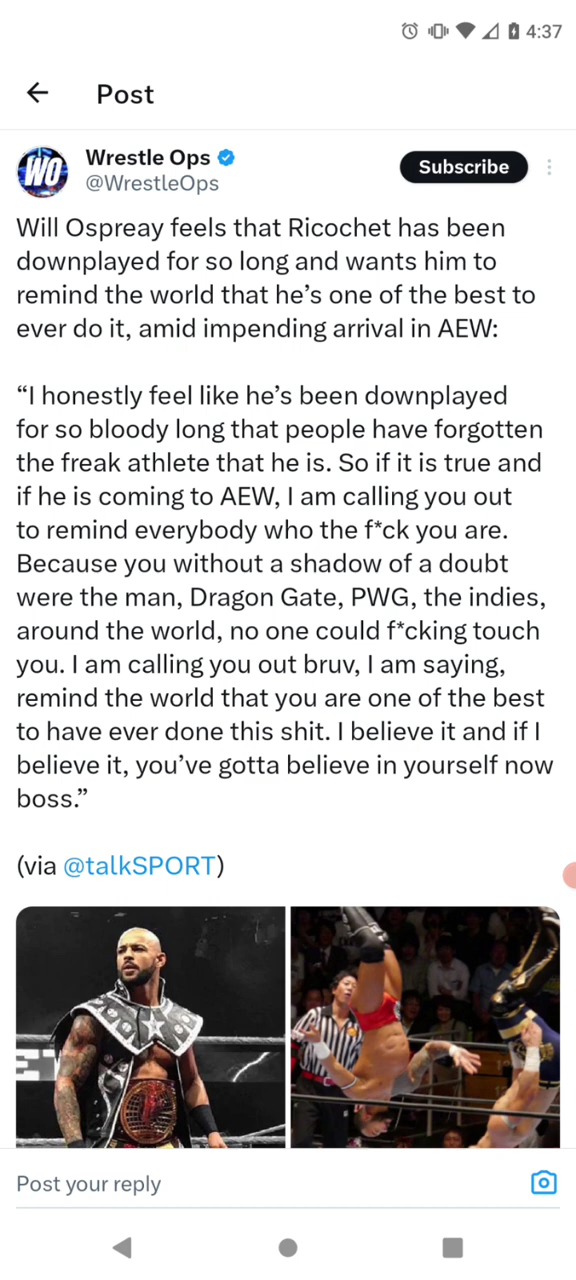 4:37
Post
WO
Wrestle Ops
@WrestleOps
Subscribe
Will Ospreay feels that Ricochet has been
downplayed for so long and wants him to
remind the world that he’s one of the best to
ever do it, amid impending arrival in AEW:
“I honestly feel like he’s been downplayed
for so bloody long that people have forgotten
the freak athlete that he is. So if it is true and
if he is coming to AEW, I am calling you out
to remind everybody who the f*ck you are.
Because you without a shadow of a doubt
were the man, Dragon Gate, PWG, the indies,
around the world, no one could f*cking touch
you. I am calling you out bruv, I am saying,
remind the world that you are one of the best
to have ever done this shit. I believe it and if I
believe it, you’ve gotta believe in yourself now
boss.”
(via @talkSPORT)
Post your reply